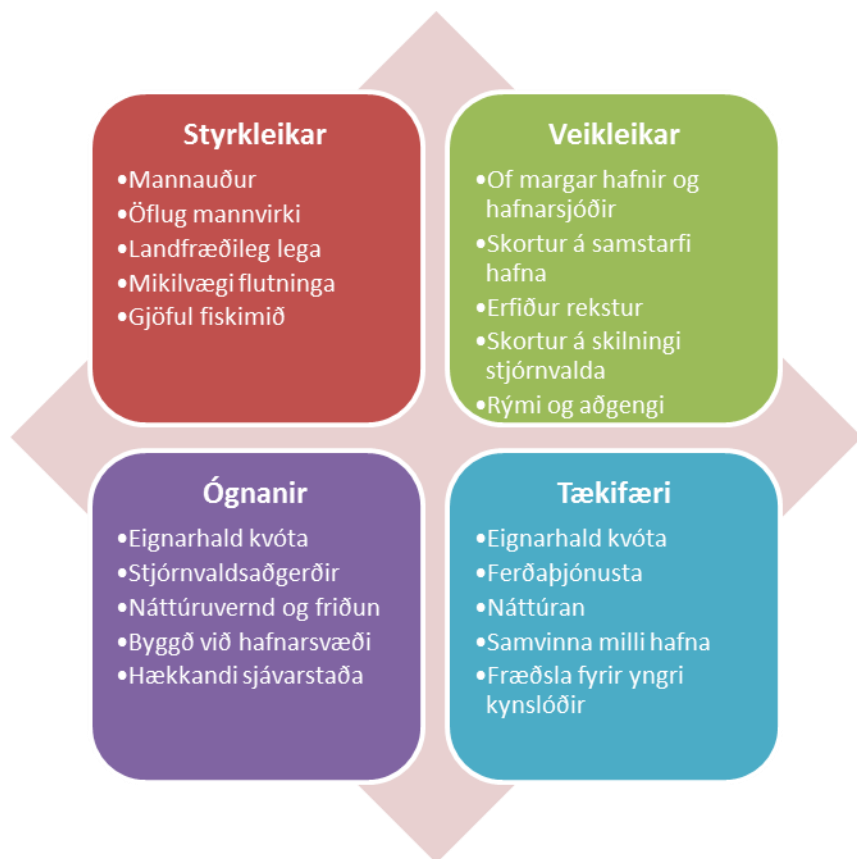 Styrkleikar
•Mannauður
•Öflug mannvirki
•Landfræðileg lega
•Mikilvægi flutninga
•Gjöful fiskimið
Veikleikar
•Of margar hafnir og
hafnarsjóðir
•Skortur á samstarfi
hafna
•Erfiður rekstur
•Skortur á skilningi
stjórnvalda
•Rými og aðgengi
Ógnanir
•Eignarhald kvóta
•Stjórnvaldsaðgerðir
•Náttúruvernd og friðun
•Byggð við hafnarsvæði
•Hækkandi sjávarstaða
Tækifæri
•Eignarhald kvóta
•Ferðaþjónusta
•Náttúran
•Samvinna milli hafna
•Fræðsla fyrir yngri
kynslóðir